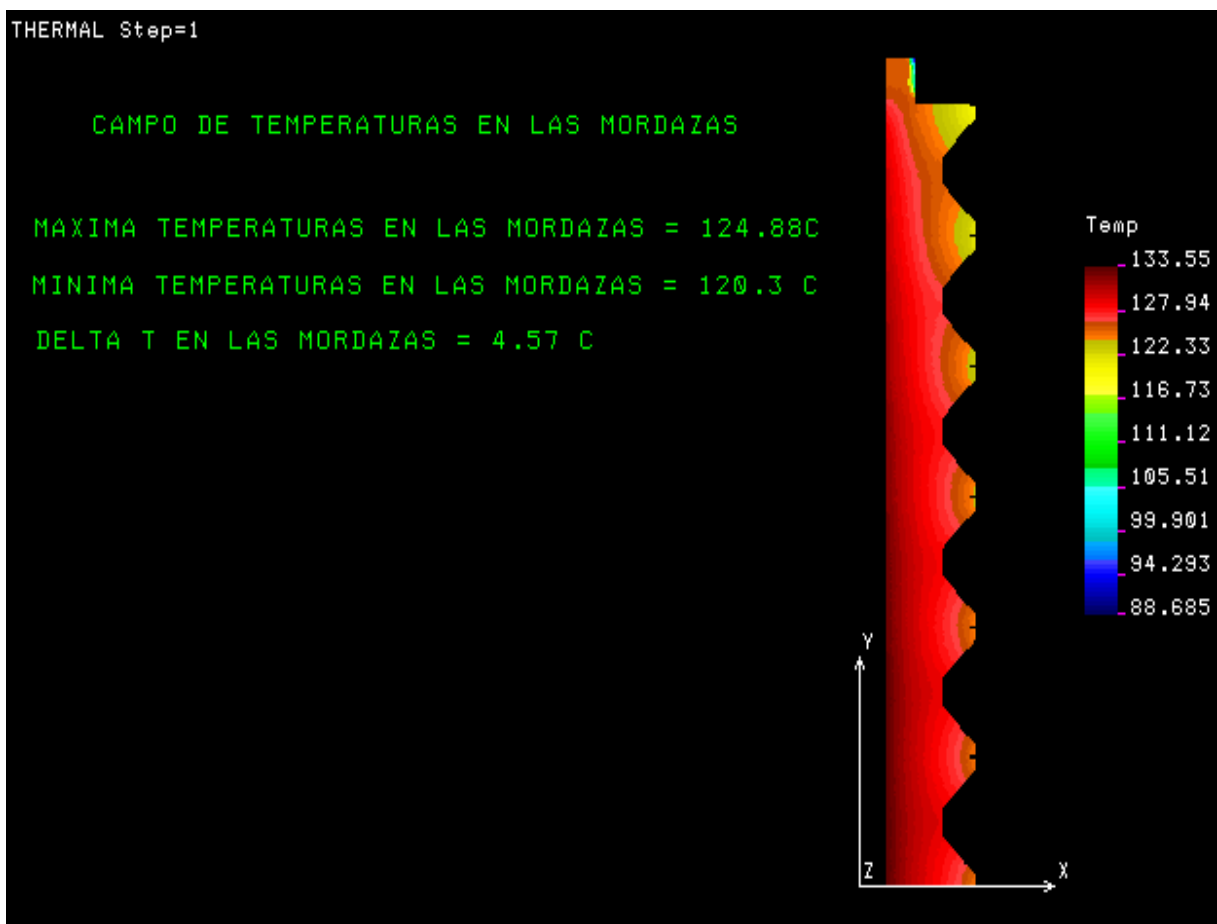 THERMAL Step=1
CAMPO DE TEMPERATURAS EN LAS MORDAZAS
MAXIMA TEMPERATURAS EN LAS MORDAZAS = 124.88C
MINIMA TEMPERATURAS EN LAS MORDAZAS = 120.3 C
DELTA T EN LAS MORDAZAS = 4.57 C
Temp
133.55
127.94
122.33
116.73
111.12
105.51
99.901
94.293
88.685
Y
Z
X